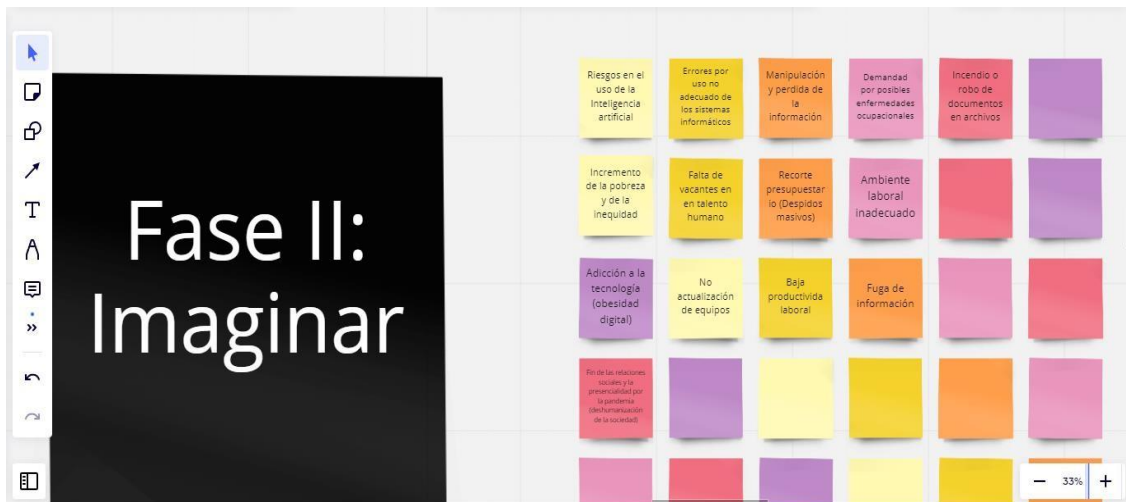 Fase II:
Imaginar
Riesgos en el
uso de la
Inteligencia
artificial
Errores por
uso no
adecuado de
los sistemas
informáticos
Manipulación
y perdida de
la
información
Demandad
por posibles
enfermedades
ocupacionales
Incendio o
robo de
documentos
en archivos
Incremento
de la pobreza
y de la
inequidad
Falta de
vacantes en
en talento
humano
Recorte
presupuestar
io (Despidos
masivos)
Ambiente
laboral
inadecuado
Adicción a la
tecnología
(obesidad
digital)
No
actualización
de equipos
Baja
productivida
laboral
Fuga de
información
Fin de las relaciones
sociales y la
presencialidad por
la pandemia
(deshumanización
de la sociedad)
33%